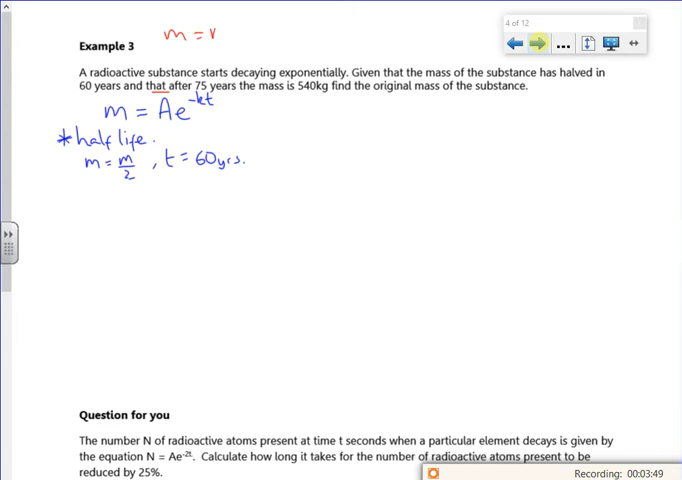 4 of 12
Example 3
m = r
A radioactive substance starts decaying exponentially. Given that the mass of the substance has halved in
60 years and that after 75 years the mass is 540kg find the original mass of the substance.
m = Ae^-kt
*half life.
m = m/2 , t = 60yrs.
Question for you
The number N of radioactive atoms present at time t seconds when a particular element decays is given by
the equation N = Ae^-2t. Calculate how long it takes for the number of radioactive atoms present to be
reduced by 25%.
Recording: 00:03:49